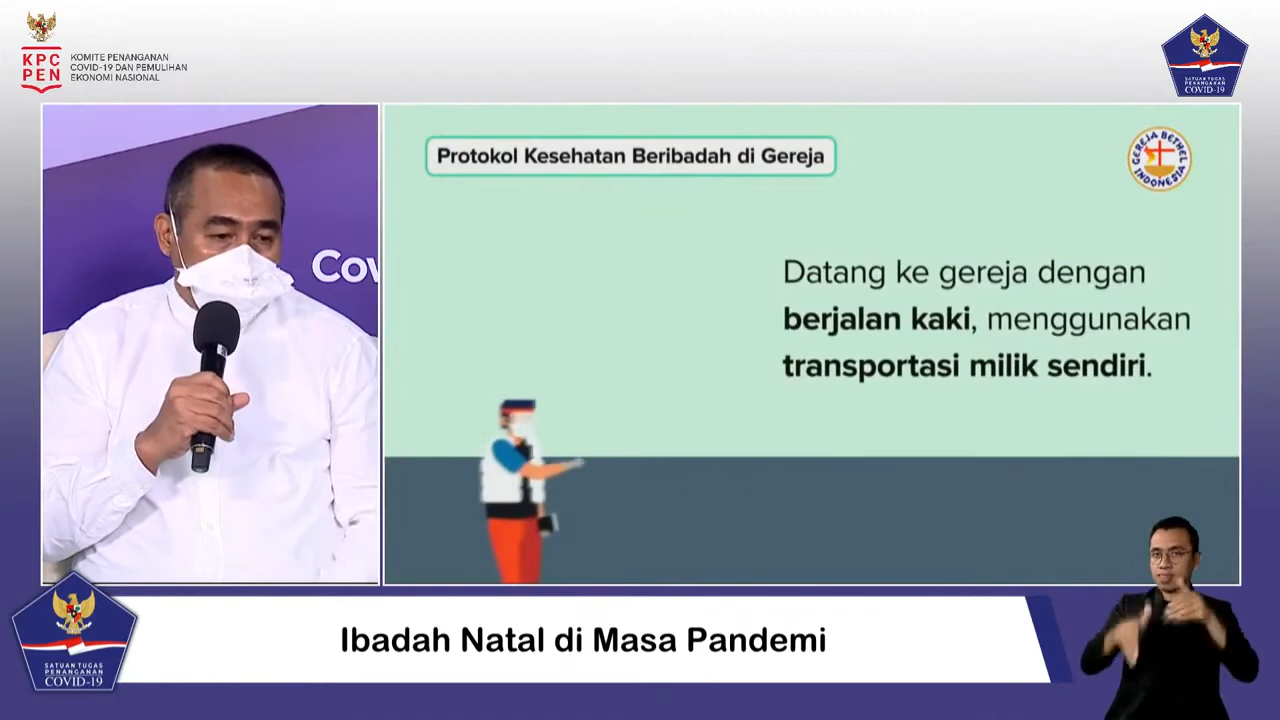 KPC
PEN
KOMITE PENANGANAN
COVID-19 DAN PEMULIHAN
EKONOMI NASIONAL
SATUAN TUGAS
PENANGANAN
COVID-19
Protokol Kesehatan Beribadah di Gereja
GEREJA BETHEL
INDONESIA
Cov
Datang ke gereja dengan
berjalan kaki, menggunakan
transportasi milik sendiri.
SATUAN TUGAS
PENANGANAN
COVID-19
Ibadah Natal di Masa Pandemi